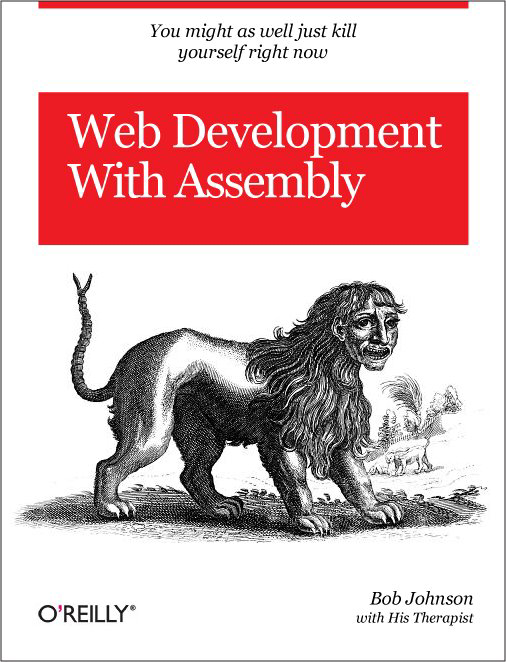 You might as well just kill
yourself right now
Web Development
With Assembly
Bob Johnson
with His Therapist
O'REILLY®